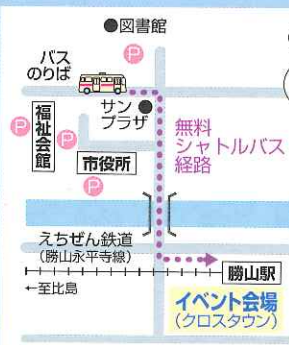 ●図書館
P
バス
のりば
サン
プラザ
福祉会館
P
P
市役所
P
無料
シャトルバス
経路
えちぜん鉄道
(勝山永平寺線)
←至比島
勝山駅
イベント会場
(クロスタウン)